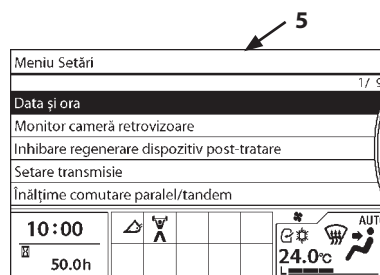 5
Meniu Setări
1/ 9
Data și ora
Monitor cameră retrovizoare
Inhibare regenerare dispozitiv post-tratare
Setare transmisie
Înălțime comutare paralel/tandem
10:00
50.0h
AUT
24.0°c
L